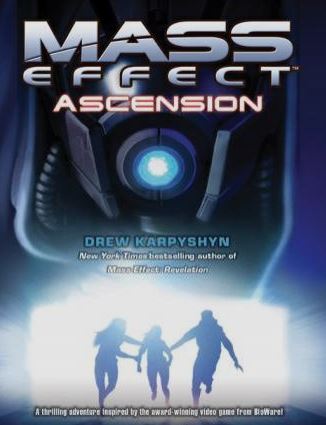 MASS
EFFECT™
ASCENSION
DREW KARPYSHYN
New York Times bestselling author of
Mass Effect: Revelation
A thrilling adventure inspired by the award-winning video game from BioWare!